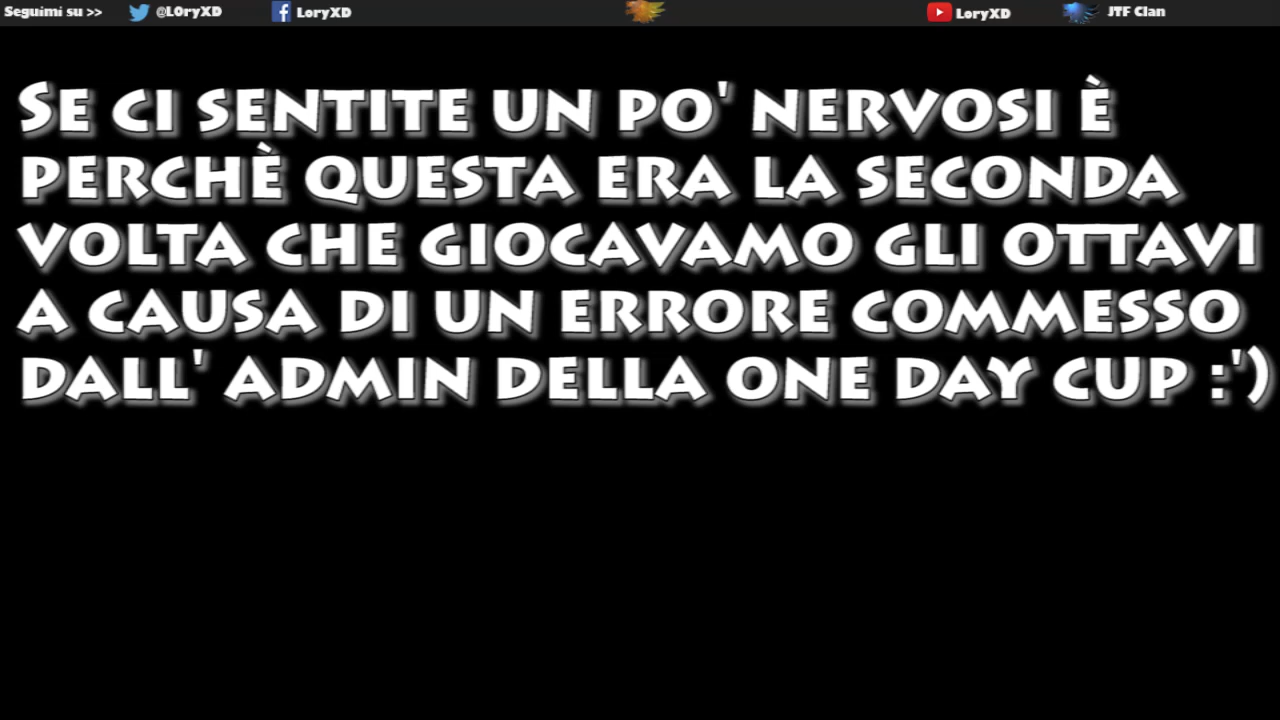 Seguimi su >> @L0ryXD LoryXD LoryXD JTF Clan
Se ci sentite un po' nervosi è
perchè questa era la seconda
volta che giocavamo gli ottavi
a causa di un errore commesso
dall' admin della one day cup :')